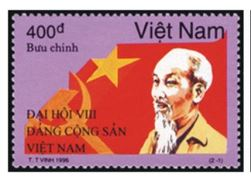 400đ Việt Nam
Bưu chính
ĐẠI HỘI VIII
ĐẢNG CỘNG SẢN
VIỆT NAM
T. T VINH 1996 (2-1)